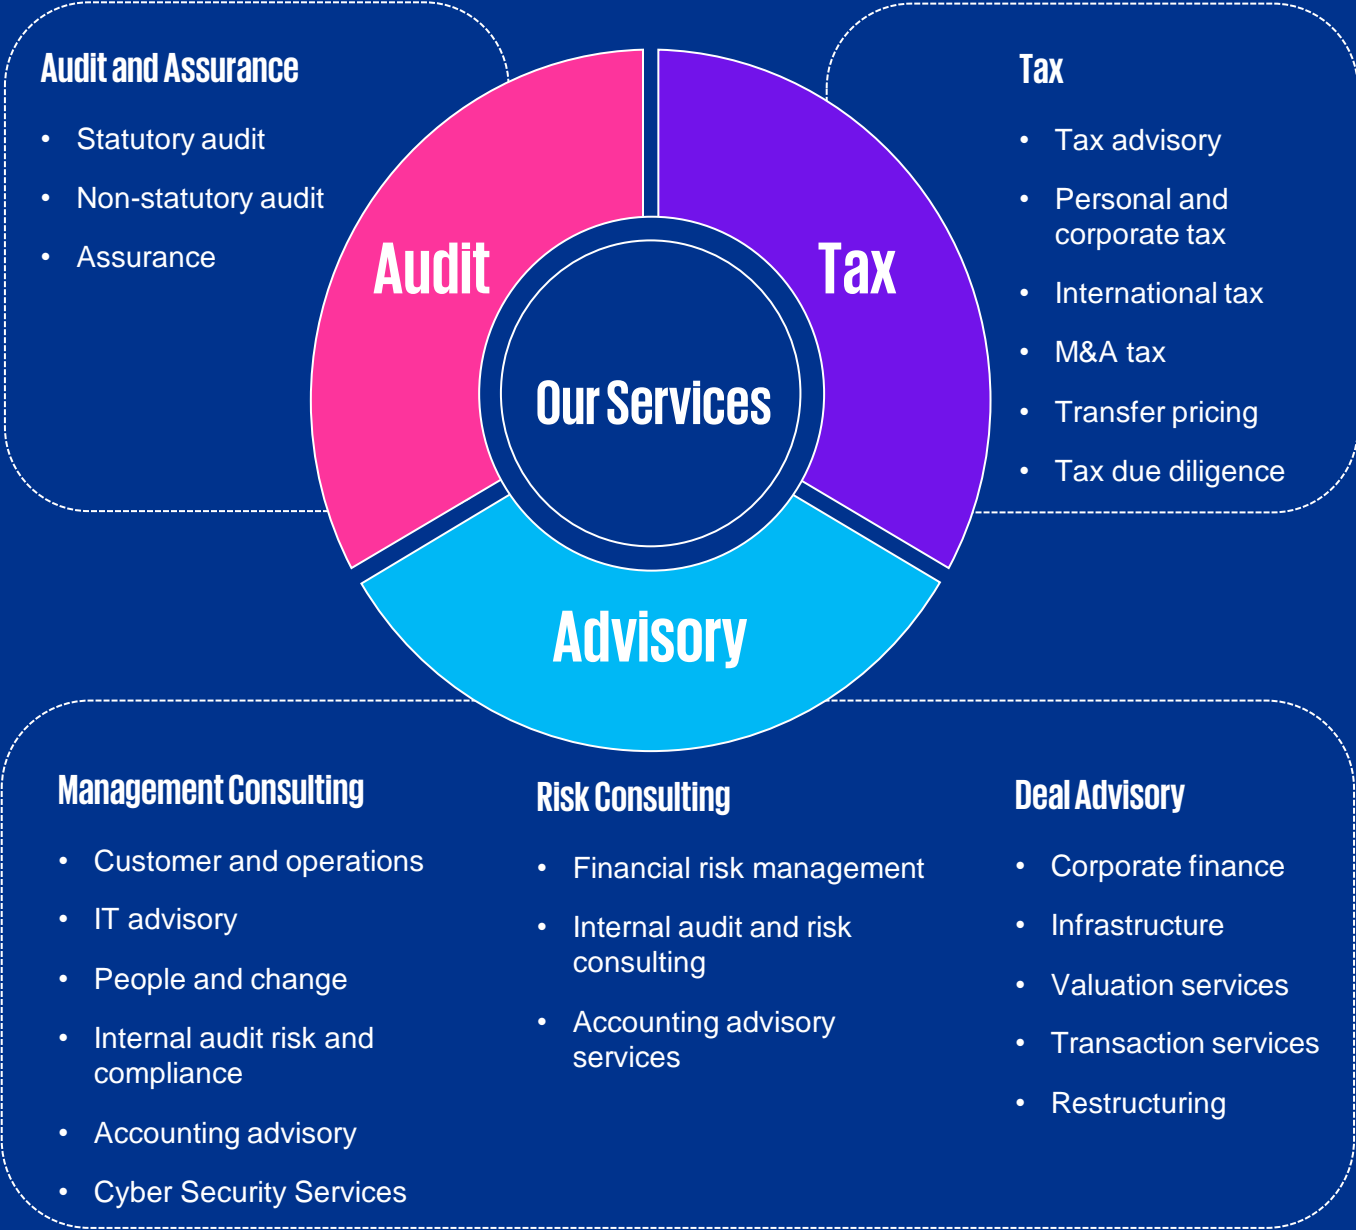 Audit and Assurance
• Statutory audit
• Non-statutory audit
• Assurance
Tax
• Tax advisory
• Personal and
corporate tax
• International tax
• M&A tax
• Transfer pricing
• Tax due diligence
Audit
Tax
Our Services
Advisory
Management Consulting
• Customer and operations
• IT advisory
• People and change
• Internal audit risk and
compliance
• Accounting advisory
• Cyber Security Services
Risk Consulting
• Financial risk management
• Internal audit and risk
consulting
• Accounting advisory
services
Deal Advisory
• Corporate finance
• Infrastructure
• Valuation services
• Transaction services
• Restructuring